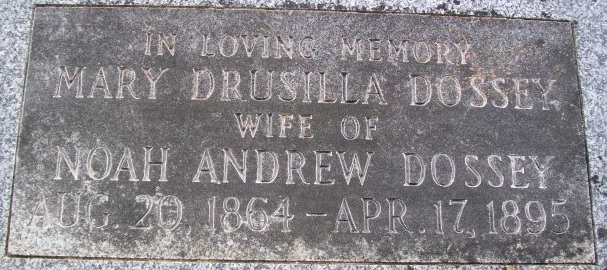 IN LOVING MEMORY
MARY DRUSILLA DOSSEY
WIFE OF
NOAH ANDREW DOSSEY
AUG. 20, 1864 - APR. 17, 1895